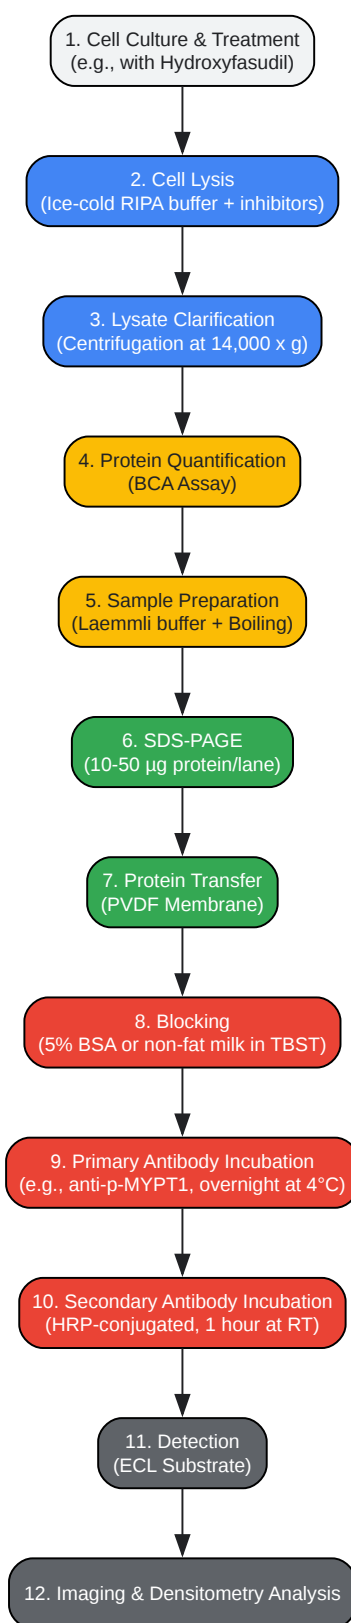 1. Cell Culture & Treatment
(e.g., with Hydroxyfasudil)
2. Cell Lysis
(Ice-cold RIPA buffer + inhibitors)
3. Lysate Clarification
(Centrifugation at 14,000 x g)
4. Protein Quantification
(BCA Assay)
5. Sample Preparation
(Laemmli buffer + Boiling)
6. SDS-PAGE
(10-50 µg protein/lane)
7. Protein Transfer
(PVDF Membrane)
8. Blocking
(5% BSA or non-fat milk in TBST)
9. Primary Antibody Incubation
(e.g., anti-p-MYPT1, overnight at 4°C)
10. Secondary Antibody Incubation
(HRP-conjugated, 1 hour at RT)
11. Detection
(ECL Substrate)
12. Imaging & Densitometry Analysis